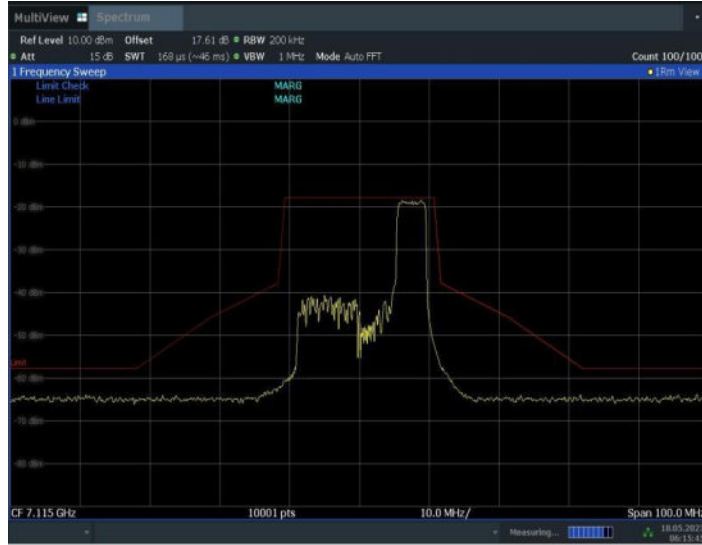 MultiView Spectrum
Ref Level 10.00 dBm Offset 17.61 dB RBW 200 kHz
Att 15 dB SWT 168 µs (~46 ms) VBW 1 MHz Mode Auto FFT Count 100/100
1 Frequency Sweep 1Rm View
Limit Check MARG
Line Limit MARG
0 dBm
-10 dBm
-20 dBm
-30 dBm
-40 dBm
-50 dBm
-60 dBm
-70 dBm
-80 dBm
CF 7.115 GHz 10001 pts 10.0 MHz/ Span 100.0 MHz
Measuring...
06:15:45